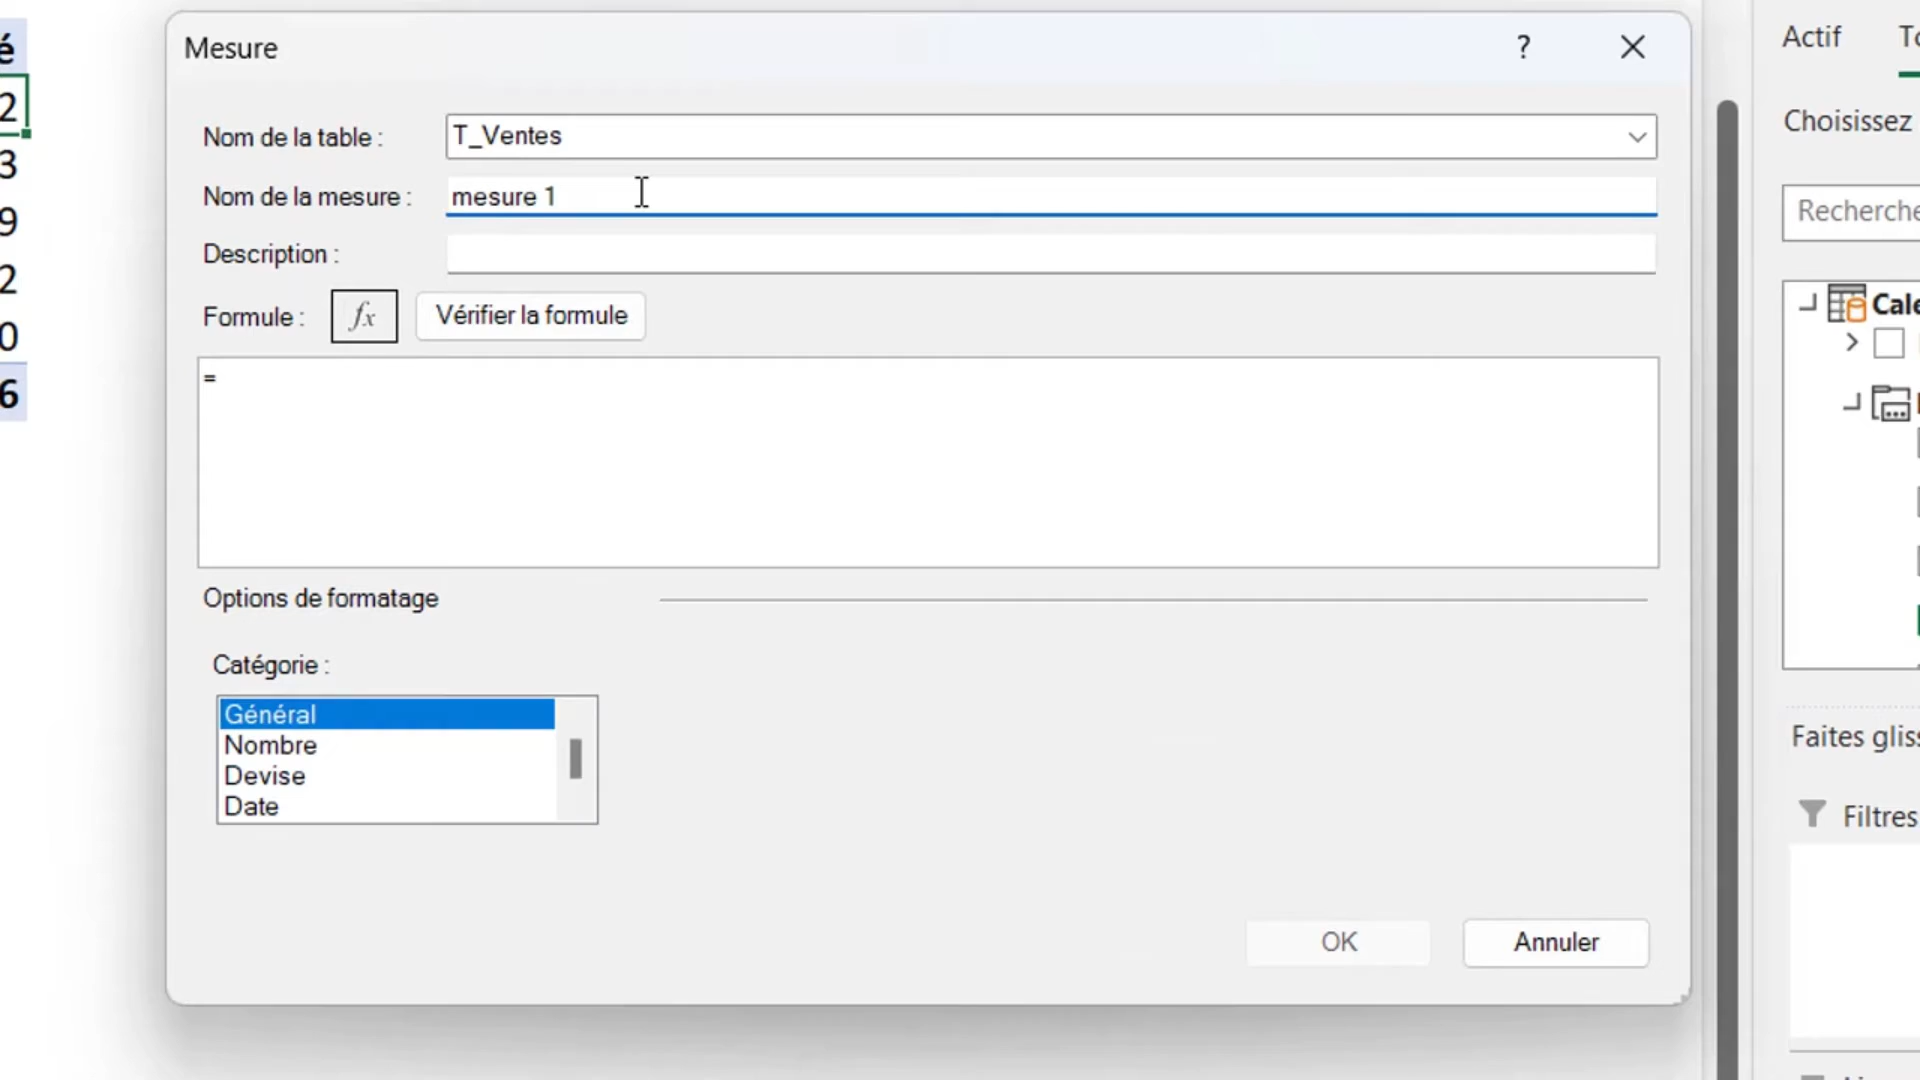 é
2
3
9
2
0
6
Mesure
?
Nom de la table :
T_Ventes
Nom de la mesure :
mesure 1
Description :
Formule :
fx
Vérifier la formule
=
Options de formatage
Catégorie :
Général
Nombre
Devise
Date
OK
Annuler
Actif
Choisissez
Recherche
Faites
Filtres